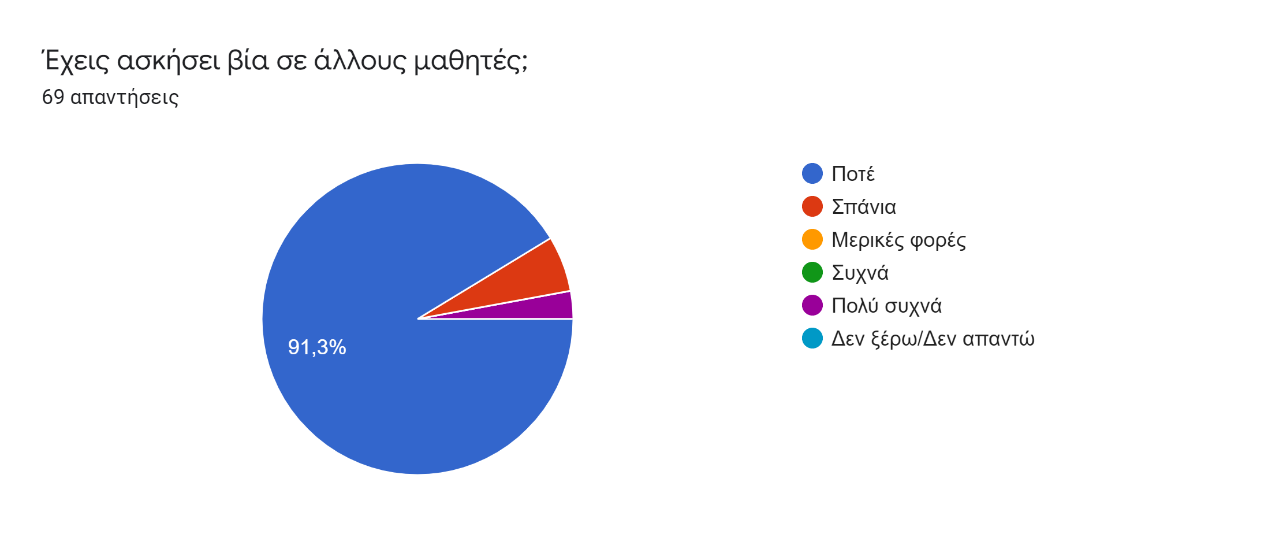 Έχεις ασκήσει βία σε άλλους μαθητές;
69 απαντήσεις
91,3%
Ποτέ
Σπάνια
Μερικές φορές
Συχνά
Πολύ συχνά
Δεν ξέρω/Δεν απαντώ